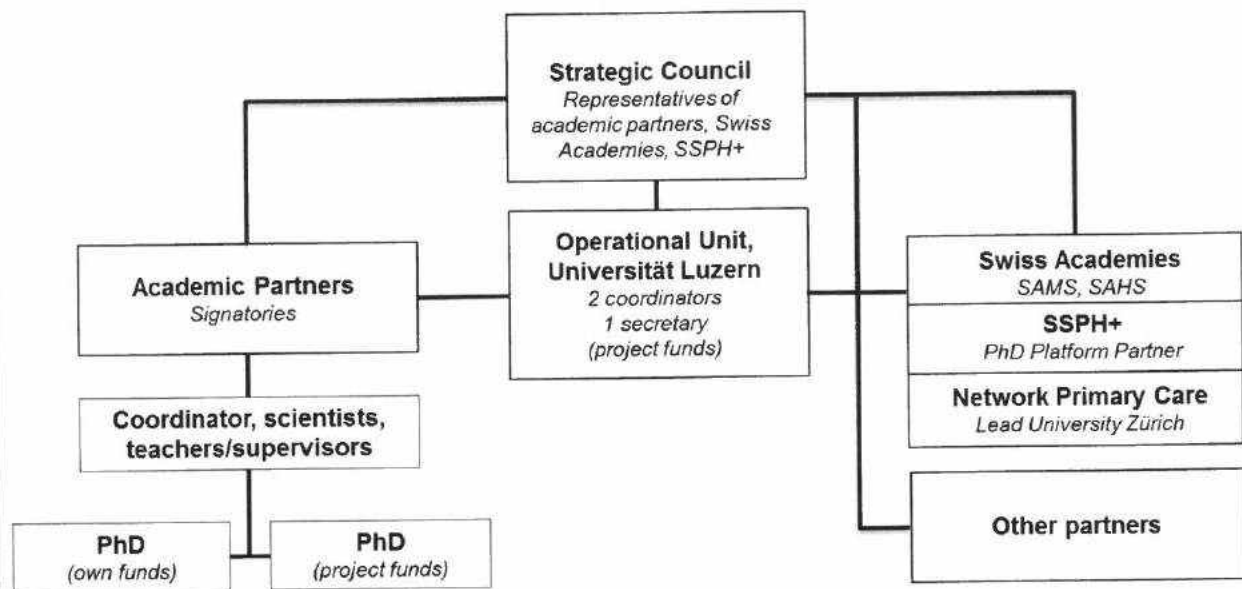 Strategic Council
Representatives of
academic partners, Swiss
Academies, SSPH+
Operational Unit,
Universität Luzern
2 coordinators
1 secretary
(project funds)
Academic Partners
Signatories
Swiss Academies
SAMS, SAHS
SSPH+
PhD Platform Partner
Network Primary Care
Lead University Zürich
Coordinator, scientists,
teachers/supervisors
PhD
(own funds)
PhD
(project funds)
Other partners